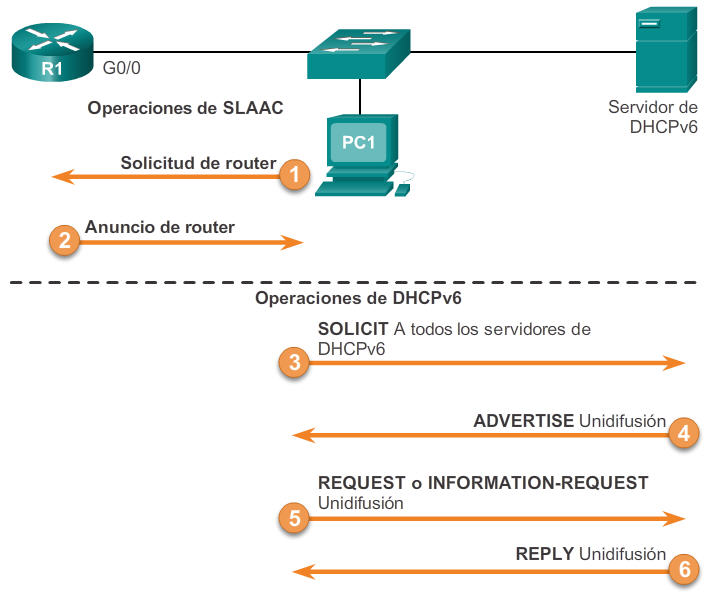 R1
G0/0
Servidor de
DHCPv6
Operaciones de SLAAC
PC1
Solicitud de router
1
2
Anuncio de router
Operaciones de DHCPv6
SOLICIT A todos los servidores de
DHCPv6
3
ADVERTISE Unidifusión
4
REQUEST o INFORMATION-REQUEST
Unidifusión
5
REPLY Unidifusión
6